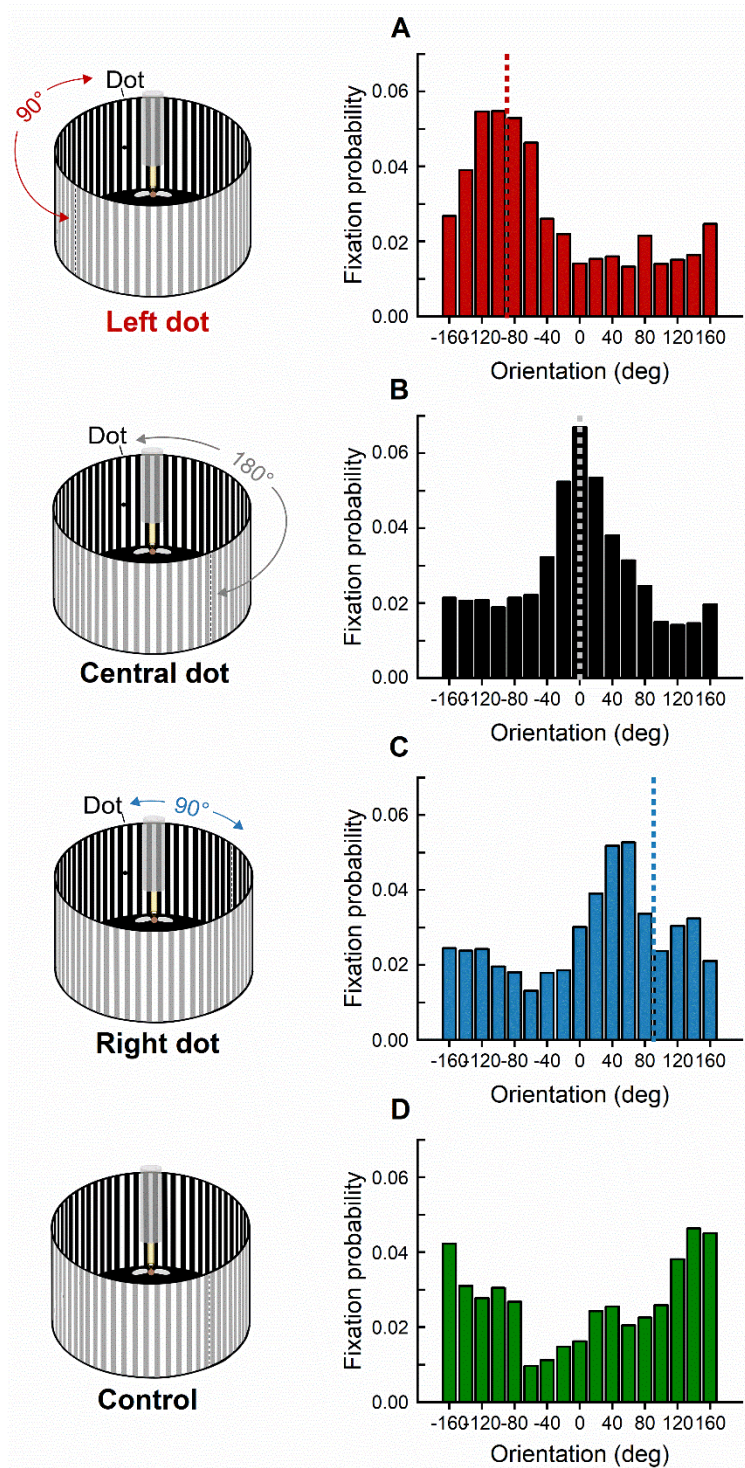 A
Dot
90°
Left dot
Fixation probability
0.06
0.04
0.02
0.00
-160 -120 -80 -40 0 40 80 120 160
Orientation (deg)
B
Dot
180°
Central dot
Fixation probability
0.06
0.04
0.02
0.00
-160 -120 -80 -40 0 40 80 120 160
Orientation (deg)
C
Dot
90°
Right dot
Fixation probability
0.06
0.04
0.02
0.00
-160 -120 -80 -40 0 40 80 120 160
Orientation (deg)
D
Control
Fixation probability
0.06
0.04
0.02
0.00
-160 -120 -80 -40 0 40 80 120 160
Orientation (deg)